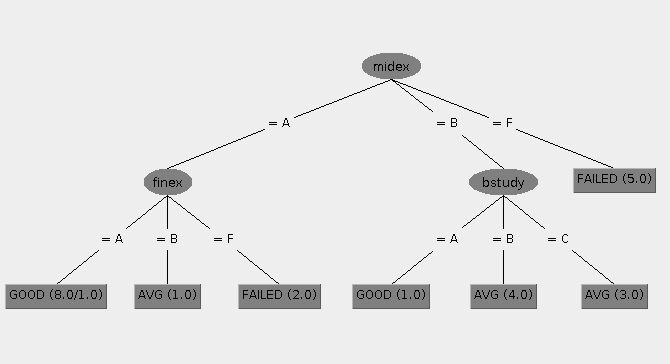 midex
= A
= B
= F
finex
bstudy
FAILED (5.0)
= A
= B
= F
= A
= B
= C
GOOD (8.0/1.0)
AVG (1.0)
FAILED (2.0)
GOOD (1.0)
AVG (4.0)
AVG (3.0)